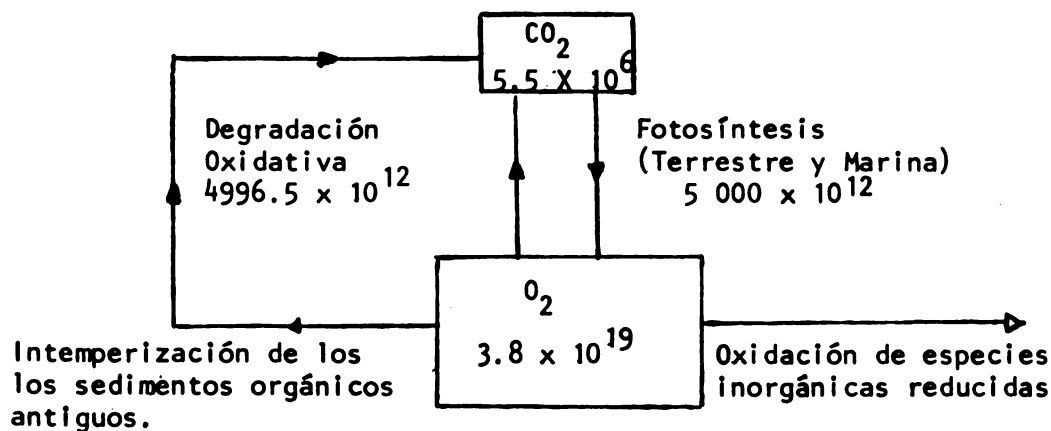 CO2
5.5 X 10^6
Degradación
Oxidativa
4996.5 x 10^12
Fotosíntesis
(Terrestre y Marina)
5 000 x 10^12
O2
3.8 x 10^19
Intemperización de los
los sedimentos orgánicos
antiguos.
Oxidación de especies
inorgánicas reducidas